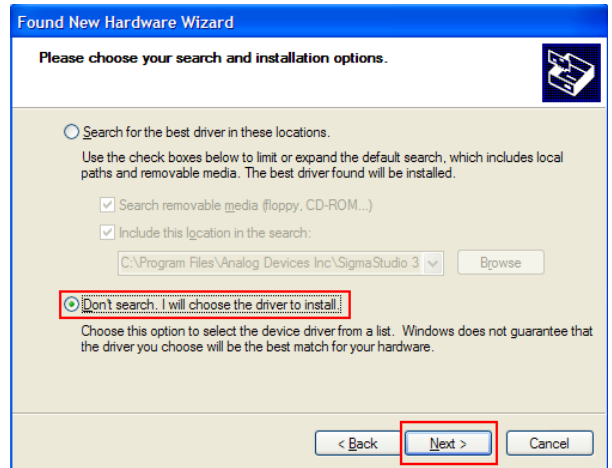 Found New Hardware Wizard
Please choose your search and installation options.
Search for the best driver in these locations.
Use the check boxes below to limit or expand the default search, which includes local
paths and removable media. The best driver found will be installed.
Search removable media (floppy, CD-ROM...)
Include this location in the search:
C:\Program Files\Analog Devices Inc\SigmaStudio 3
Browse
Don't search. I will choose the driver to install.
Choose this option to select the device driver from a list. Windows does not guarantee that
the driver you choose will be the best match for your hardware.
< Back Next > Cancel